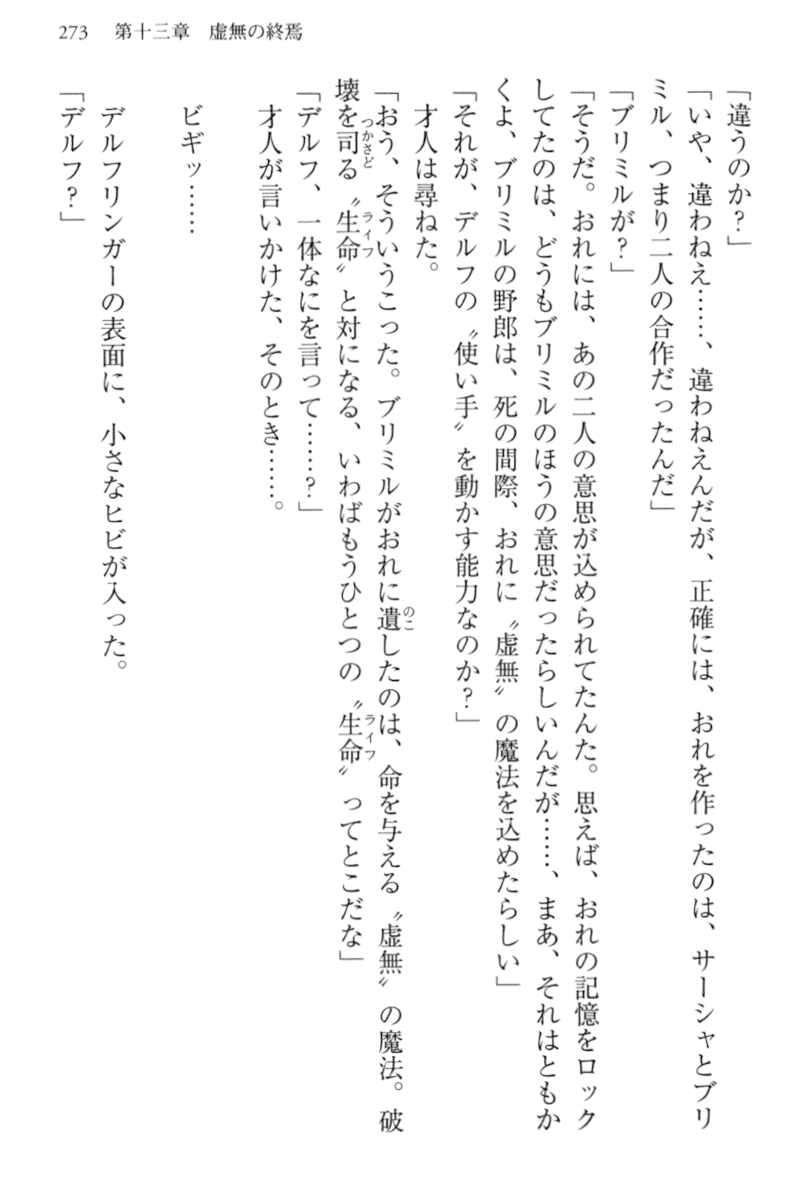 273　第十三章　虚無の終焉
「違うのか？」
「いや、違わねえ……、違わねえんだが、正確には、おれを作ったのは、サーシャとブリ
ミル、つまり二人の合作だったんだ」
「ブリミルが？」
「そうだ。おれには、あの二人の意思が込められてたんた。思えば、おれの記憶をロック
してたのは、どうもブリミルのほうの意思だったらしいんだが……、まあ、それはともか
くよ、ブリミルの野郎は、死の間際、おれに〝虚無〟の魔法を込めたらしい」
「それが、デルフの〝使い手〟を動かす能力なのか？」
才人は尋ねた。
「おう、そういうこった。ブリミルがおれに遺のこしたのは、命を与える〝虚無〟の魔法。破
壊を司つかさどる〝生命ライフ〟と対になる、いわばもうひとつの〝生命ライフ〟ってとこだな」
「デルフ、一体なにを言って……？」
才人が言いかけた、そのとき……。
ビギッ……
デルフリンガーの表面に、小さなヒビが入った。
「デルフ？」